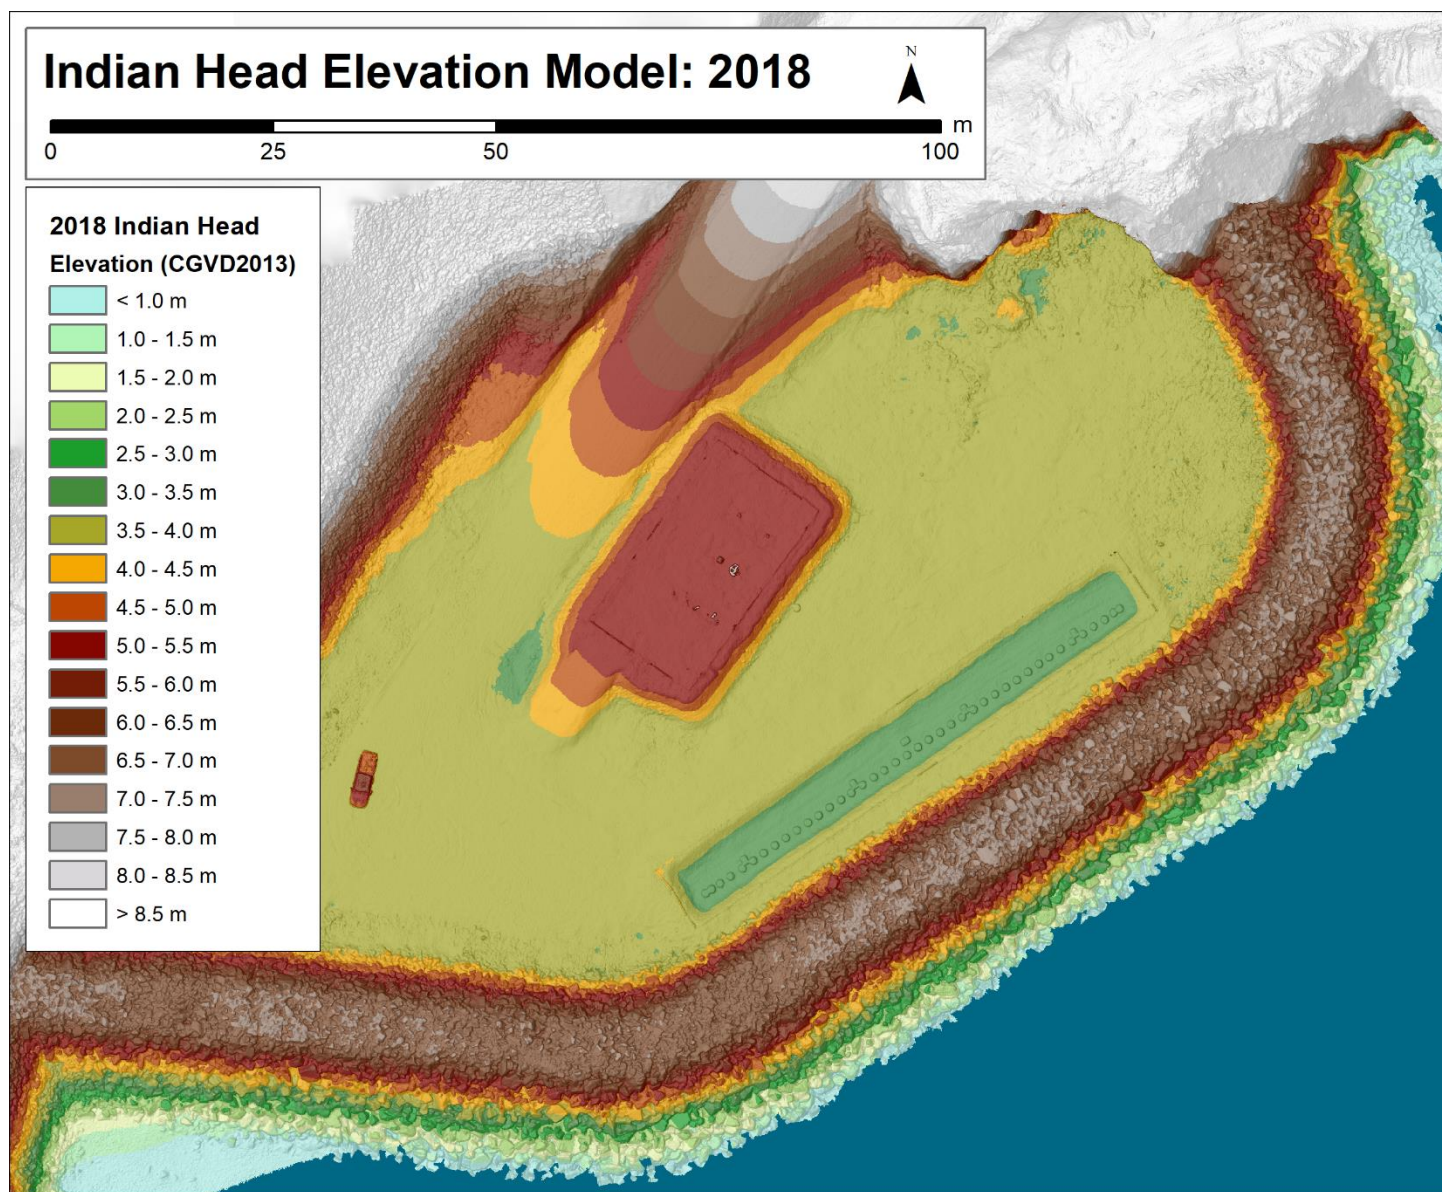 Indian Head Elevation Model: 2018
N
m
0 25 50 100
2018 Indian Head
Elevation (CGVD2013)
< 1.0 m
1.0 - 1.5 m
1.5 - 2.0 m
2.0 - 2.5 m
2.5 - 3.0 m
3.0 - 3.5 m
3.5 - 4.0 m
4.0 - 4.5 m
4.5 - 5.0 m
5.0 - 5.5 m
5.5 - 6.0 m
6.0 - 6.5 m
6.5 - 7.0 m
7.0 - 7.5 m
7.5 - 8.0 m
8.0 - 8.5 m
> 8.5 m